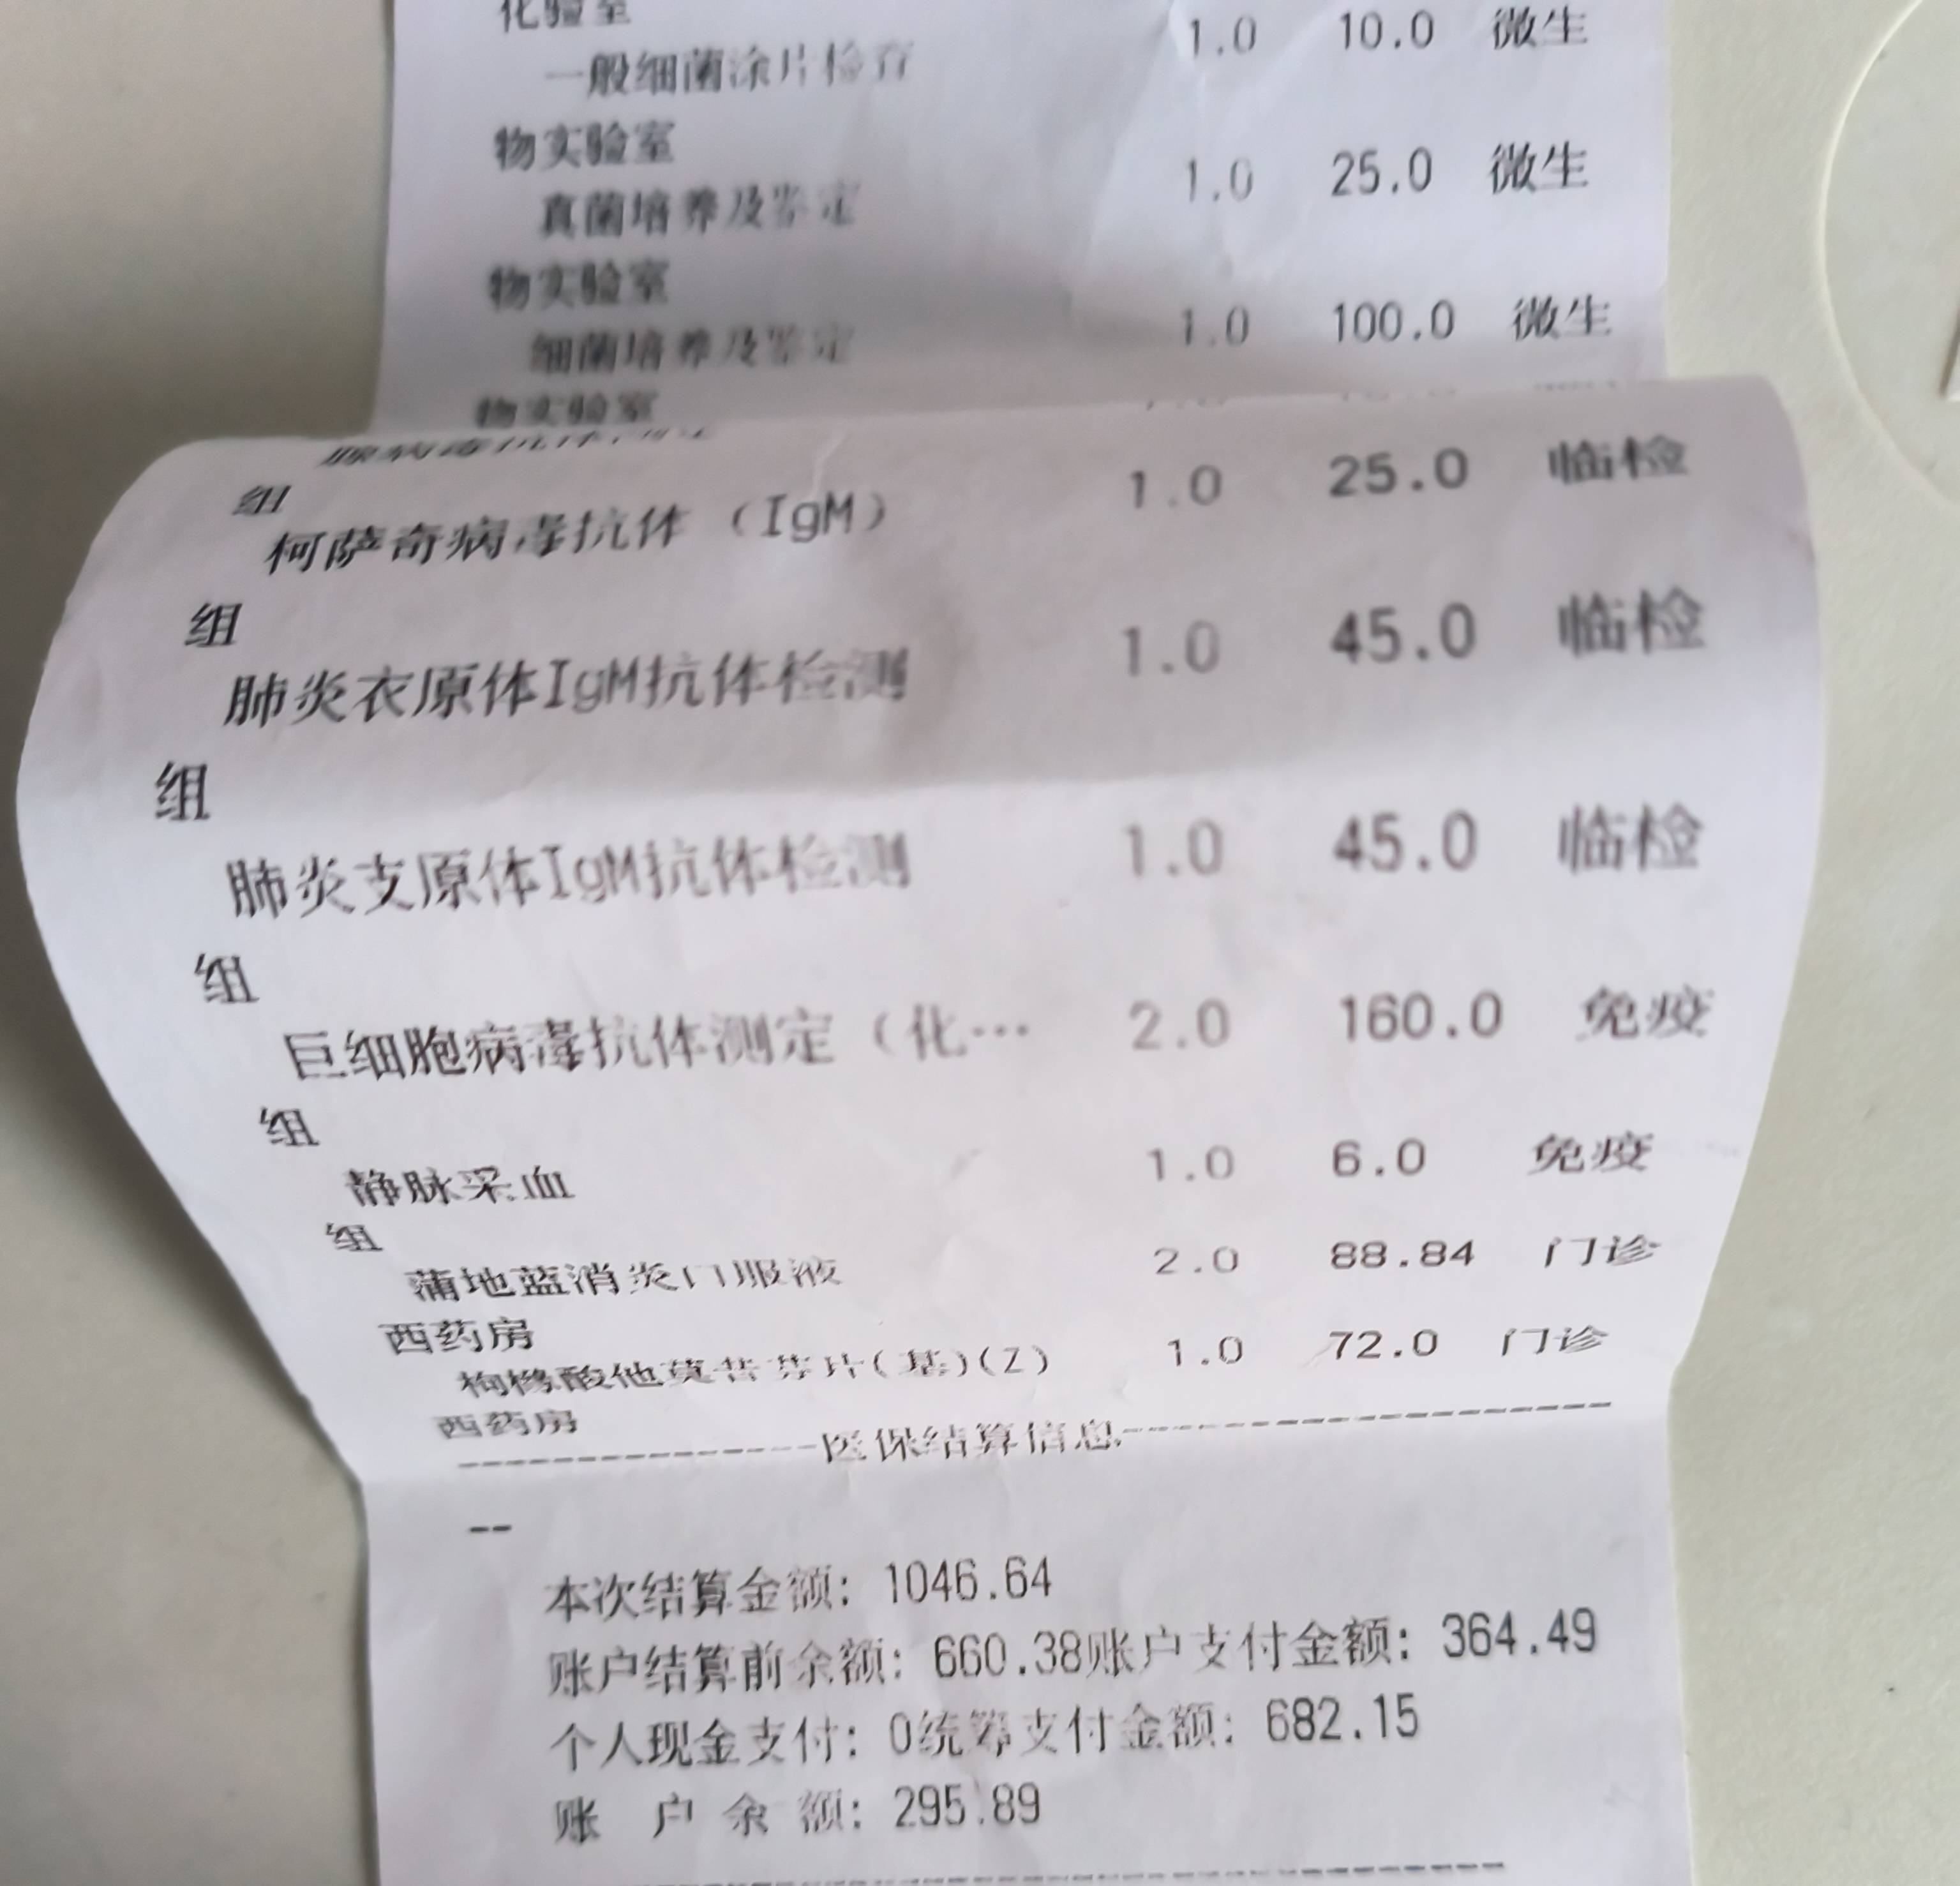 化验室
一般细菌涂片检查 1.0 10.0 微生
物实验室
真菌培养及鉴定 1.0 25.0 微生
物实验室
细菌培养及鉴定 1.0 100.0 微生
物实验室
腺病毒抗体测定 1.0 25.0 临检
组
柯萨奇病毒抗体（IgM） 1.0 45.0 临检
组
肺炎衣原体IgM抗体检测 1.0 45.0 临检
组
肺炎支原体IgM抗体检测
组
巨细胞病毒抗体测定（化… 2.0 160.0 免疫
组
静脉采血 1.0 6.0 免疫
组
蒲地蓝消炎口服液 2.0 88.84 门诊
西药房
枸橼酸他莫昔芬片(基)(Z) 1.0 72.0 门诊
西药房
医保结算信息
--
本次结算金额: 1046.64
账户结算前余额: 660.38账户支付金额: 364.49
个人现金支付: 0统筹支付金额: 682.15
账 户 余 额: 295.89